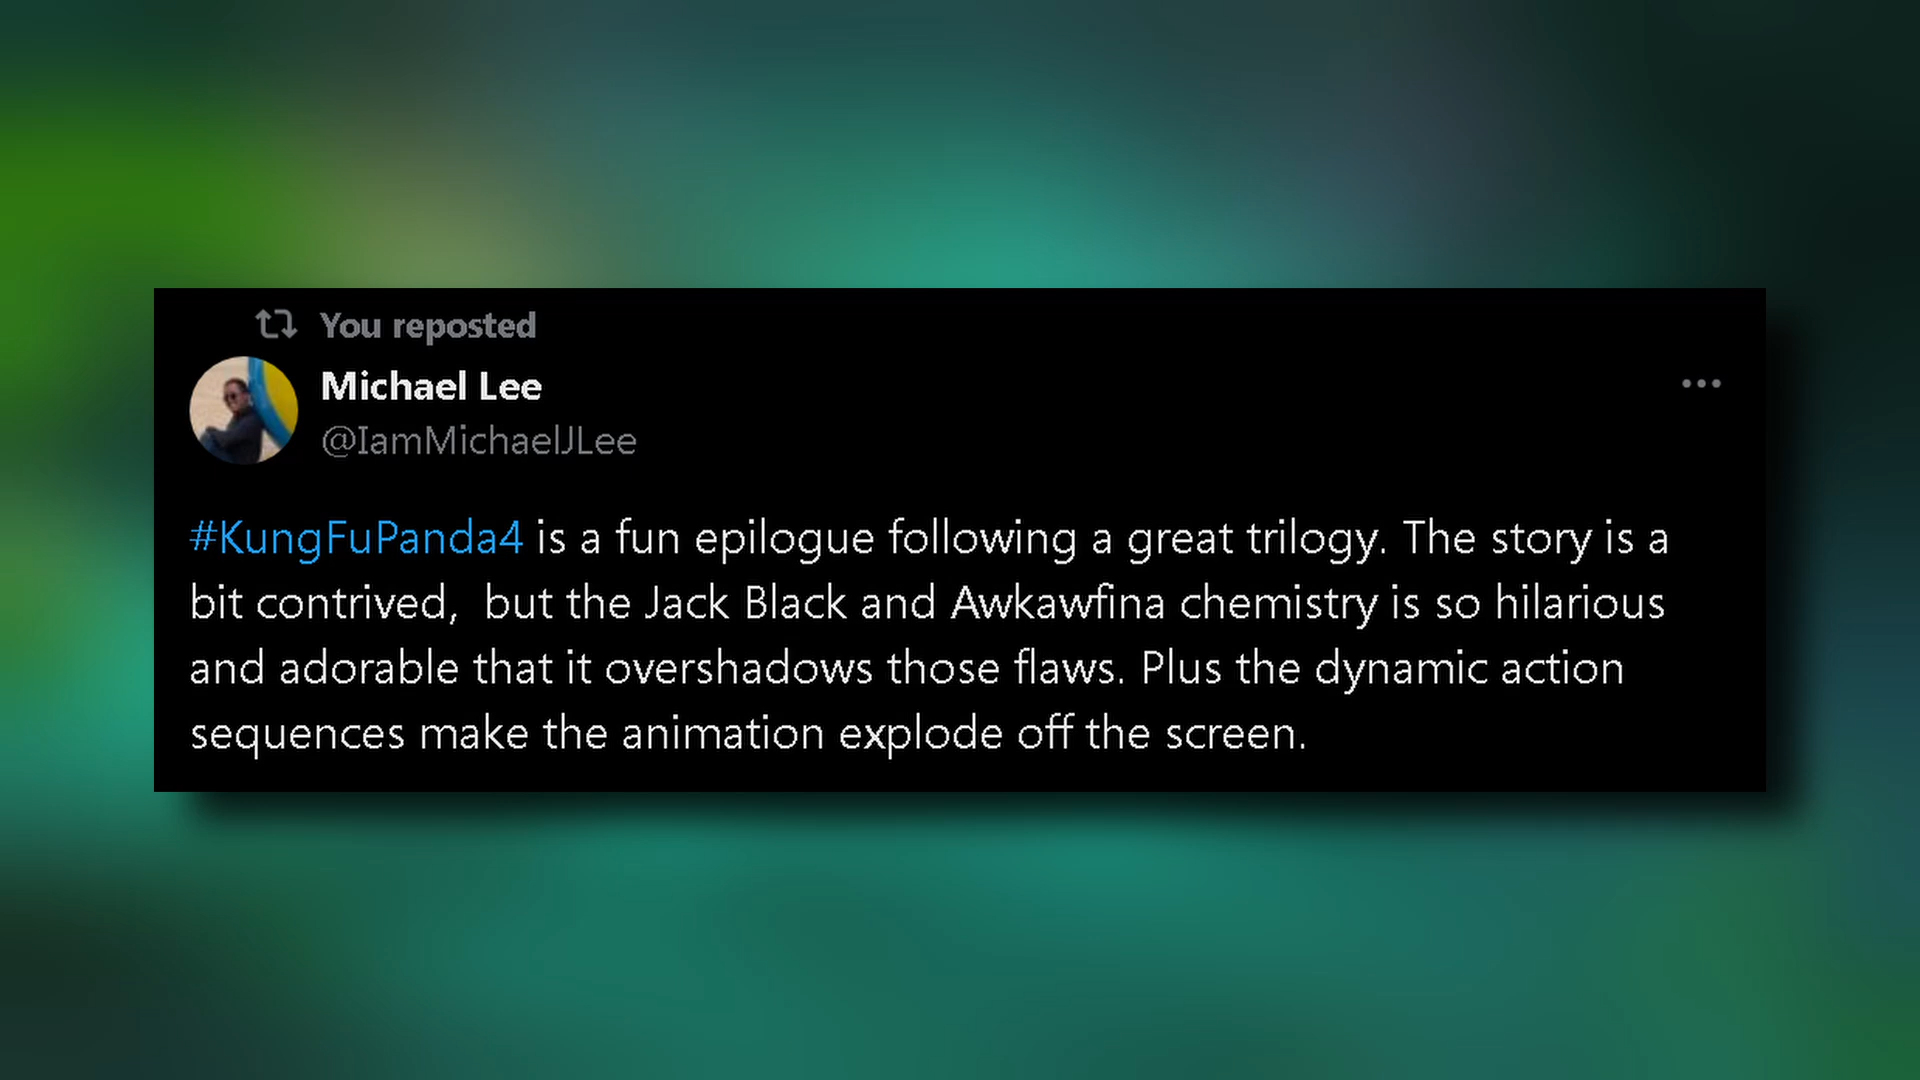 You reposted
Michael Lee
@IamMichaelJLee
#KungFuPanda4 is a fun epilogue following a great trilogy. The story is a
bit contrived,  but the Jack Black and Awkawfina chemistry is so hilarious
and adorable that it overshadows those flaws. Plus the dynamic action
sequences make the animation explode off the screen.